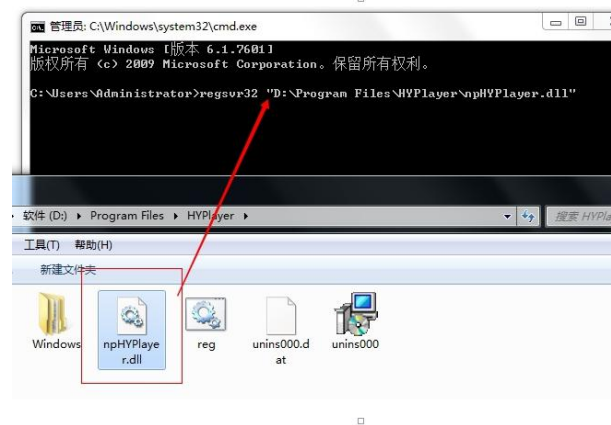 管理员: C:\Windows\system32\cmd.exe
Microsoft Windows [版本 6.1.7601]
版权所有 (c) 2009 Microsoft Corporation。保留所有权利。
C:\Users\Administrator>regsvr32 "D:\Program Files\HYPlayer\npHYPlayer.dll"
软件 (D:) ▸ Program Files ▸ HYPlayer ▸
搜索 HYPla
工具(T) 帮助(H)
新建文件夹
Windows
npHYPlaye
r.dll
reg
unins000.d
at
unins000